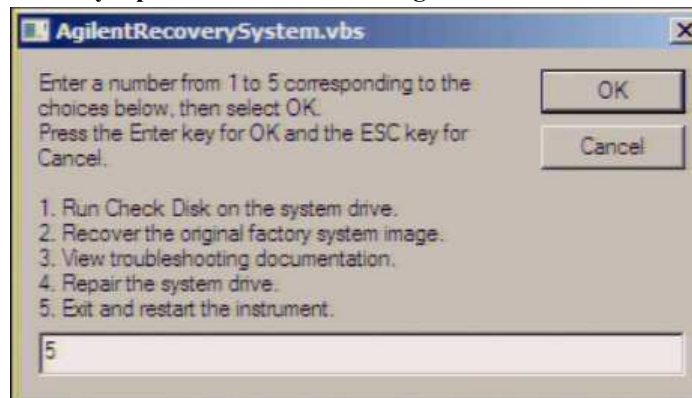 AgilentRecoverySystem.vbs
Enter a number from 1 to 5 corresponding to the
choices below, then select OK.
Press the Enter key for OK and the ESC key for
Cancel.
OK
Cancel
1. Run Check Disk on the system drive.
2. Recover the original factory system image.
3. View troubleshooting documentation.
4. Repair the system drive.
5. Exit and restart the instrument.
5